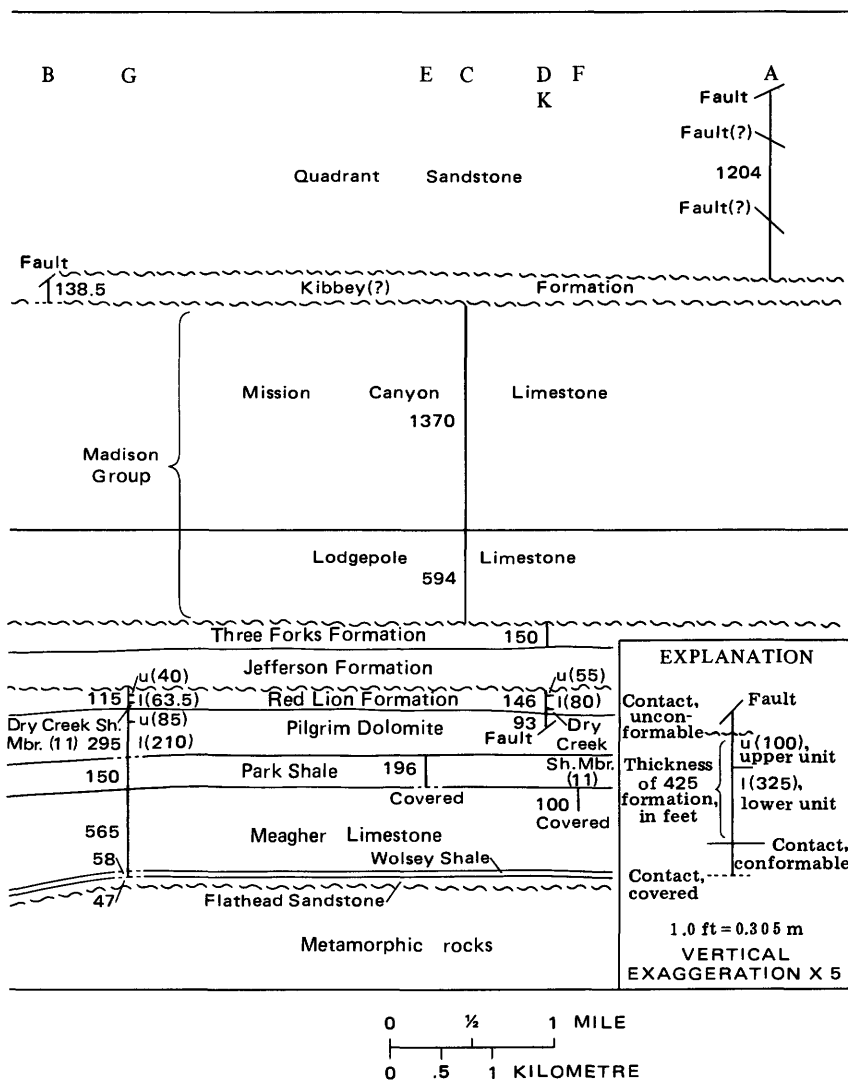 B G E C D F A
K
Fault
Fault(?)
1204
Quadrant Sandstone
Fault(?)
Fault
138.5
Kibbey(?) Formation
Mission Canyon Limestone
1370
Madison
Group
Lodgepole Limestone
594
Three Forks Formation 150
Jefferson Formation
u(40) u(55)
115 l(63.5) Red Lion Formation 146 l(80)
Dry Creek Sh. u(85) Pilgrim Dolomite 93 Dry
Mbr. (11) 295 l(210) Fault Creek
Sh.Mbr.
(11)
150 Park Shale 196
Covered 100
Covered
565 Meagher Limestone
58 Wolsey Shale
47 Flathead Sandstone
Metamorphic rocks
EXPLANATION
Contact,
uncon-
formable
Fault
u(100),
upper unit
Thickness
of 425
formation,
in feet
l(325),
lower unit
Contact,
conformable
Contact,
covered
1.0 ft = 0.305 m
VERTICAL
EXAGGERATION X 5
0 ½ 1 MILE
0 .5 1 KILOMETRE